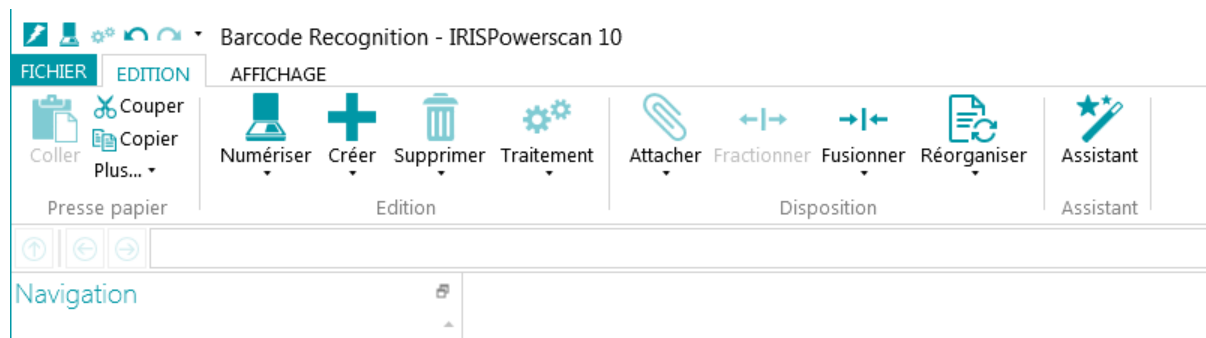 Barcode Recognition - IRISPowerscan 10
FICHIER EDITION AFFICHAGE
Coller
Couper
Copier
Plus...
Numériser Créer Supprimer Traitement
Attacher Fractionner Fusionner Réorganiser
Assistant
Presse papier Edition Disposition Assistant
Navigation